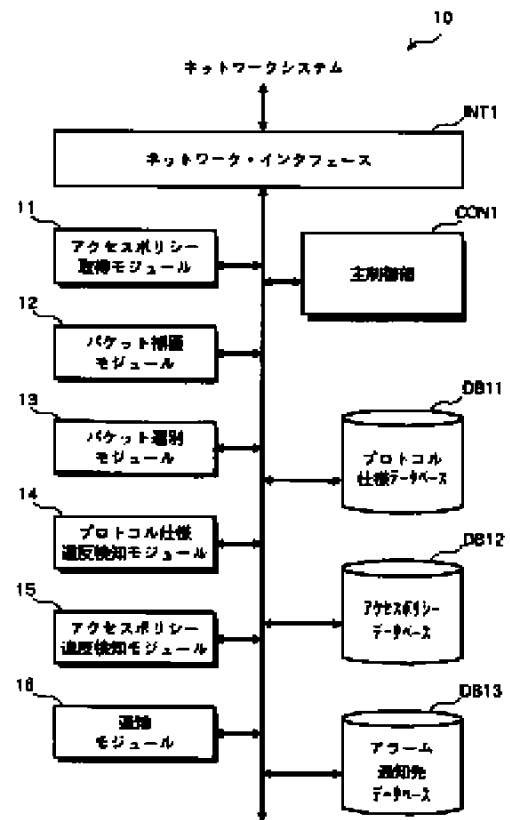 10
ネットワークシステム
INT1
ネットワーク・インタフェース
11
アクセスポリシー
取得モジュール
CON1
主制御部
12
パケット捕獲
モジュール
13
パケット選別
モジュール
DB11
プロトコル
仕様データベース
14
プロトコル仕様
違反検知モジュール
DB12
アクセスポリシー
データベース
15
アクセスポリシー
違反検知モジュール
16
通知
モジュール
DB13
アラーム
通知先
データベース